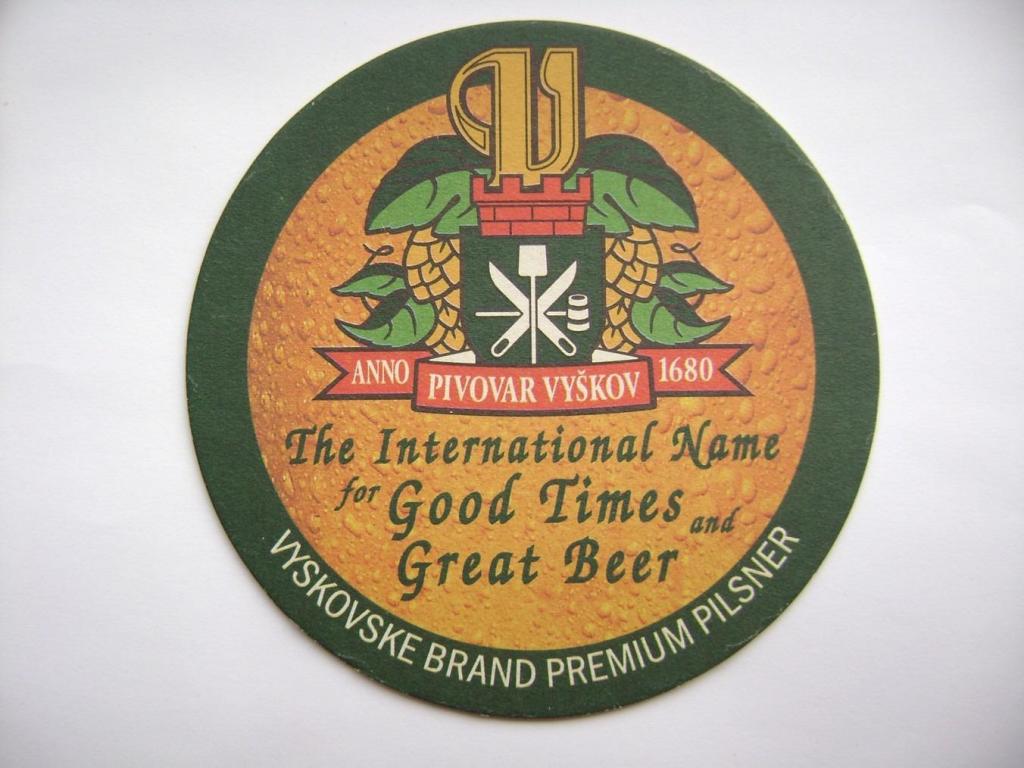 V
ANNO PIVOVAR VYŠKOV 1680
The International Name
for Good Times and
Great Beer
VYSKOVSKE BRAND PREMIUM PILSNER